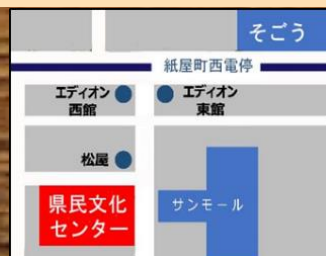 そごう
紙屋町西電停
エディオン
西館
エディオン
東館
松屋
県民文化
センター
サンモール